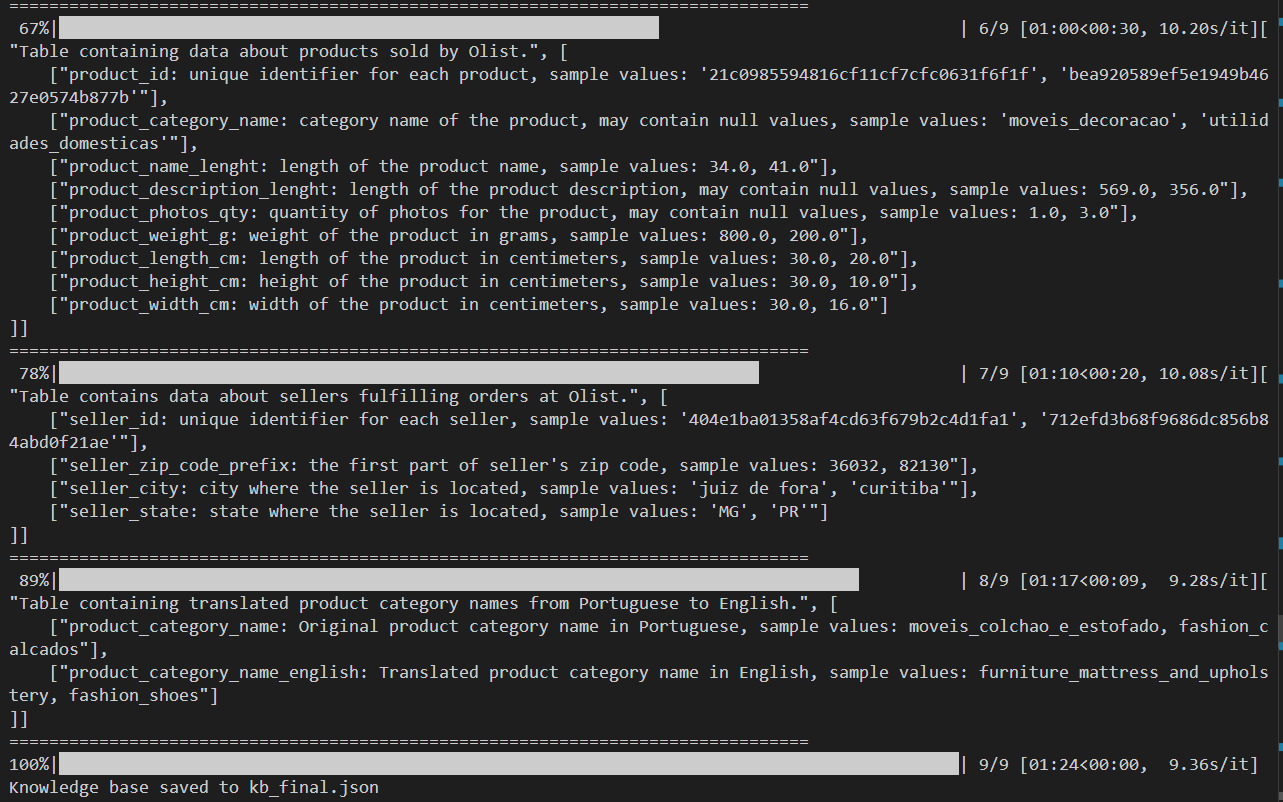 ================================================================================
 67%|                                                            | 6/9 [01:00<00:30, 10.20s/it][
"Table containing data about products sold by Olist.", [
    ["product_id: unique identifier for each product, sample values: '21c0985594816cf11cf7cfc0631f6f1f', 'bea920589ef5e1949b46
27e0574b877b'"],
    ["product_category_name: category name of the product, may contain null values, sample values: 'moveis_decoracao', 'utilid
ades_domesticas'"],
    ["product_name_lenght: length of the product name, sample values: 34.0, 41.0"],
    ["product_description_lenght: length of the product description, may contain null values, sample values: 569.0, 356.0"],
    ["product_photos_qty: quantity of photos for the product, may contain null values, sample values: 1.0, 3.0"],
    ["product_weight_g: weight of the product in grams, sample values: 800.0, 200.0"],
    ["product_length_cm: length of the product in centimeters, sample values: 30.0, 20.0"],
    ["product_height_cm: height of the product in centimeters, sample values: 30.0, 10.0"],
    ["product_width_cm: width of the product in centimeters, sample values: 30.0, 16.0"]
]]
================================================================================
 78%|                                                            | 7/9 [01:10<00:20, 10.08s/it][
"Table contains data about sellers fulfilling orders at Olist.", [
    ["seller_id: unique identifier for each seller, sample values: '404e1ba01358af4cd63f679b2c4d1fa1', '712efd3b68f9686dc856b8
4abd0f21ae'"],
    ["seller_zip_code_prefix: the first part of seller's zip code, sample values: 36032, 82130"],
    ["seller_city: city where the seller is located, sample values: 'juiz de fora', 'curitiba'"],
    ["seller_state: state where the seller is located, sample values: 'MG', 'PR'"]
]]
================================================================================
 89%|                                                            | 8/9 [01:17<00:09,  9.28s/it][
"Table containing translated product category names from Portuguese to English.", [
    ["product_category_name: Original product category name in Portuguese, sample values: moveis_colchao_e_estofado, fashion_c
alcados"],
    ["product_category_name_english: Translated product category name in English, sample values: furniture_mattress_and_uphols
tery, fashion_shoes"]
]]
================================================================================
100%|                                                            | 9/9 [01:24<00:00,  9.36s/it]
Knowledge base saved to kb_final.json